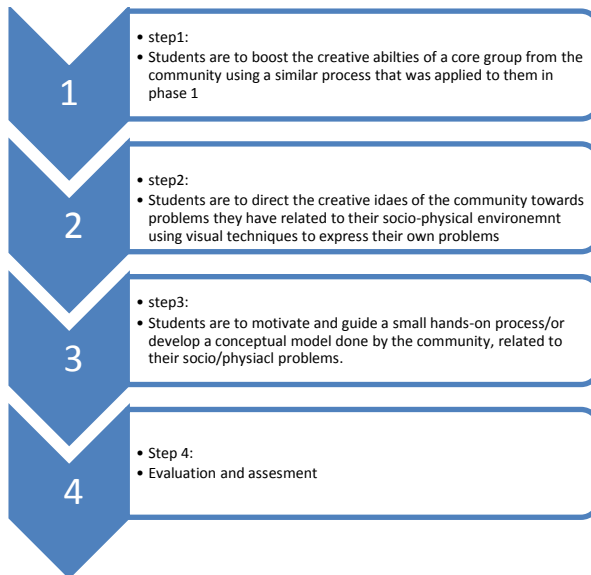 1
• step1:
• Students are to boost the creative abilties of a core group from the
community using a similar process that was applied to them in
phase 1
2
• step2:
• Students are to direct the creative idaes of the community towards
problems they have related to their socio-physical environemnt
using visual techniques to express their own problems
3
• step3:
• Students are to motivate and guide a small hands-on process/or
develop a conceptual model done by the community, related to
their socio/physiacl problems.
4
• Step 4:
• Evaluation and assesment